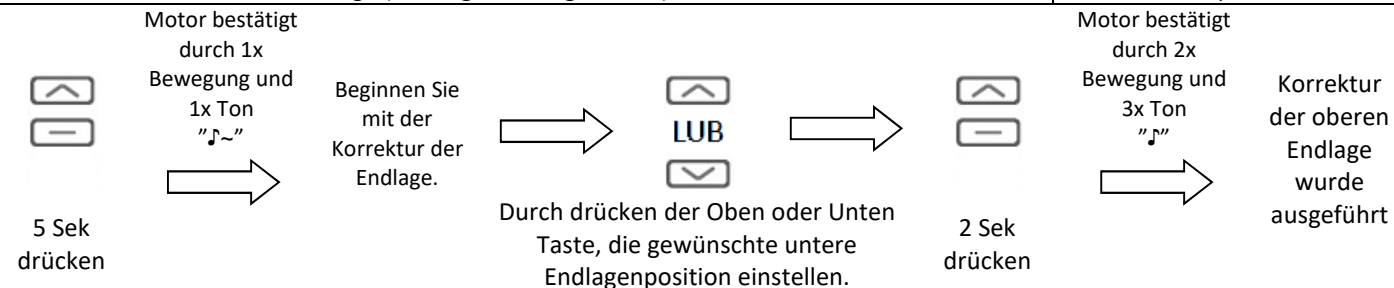 Motor bestätigt
durch 1x
Bewegung und
1x Ton
"♪~"
5 Sek
drücken
Beginnen Sie
mit der
Korrektur der
Endlage.
LUB
Durch drücken der Oben oder Unten
Taste, die gewünschte untere
Endlagenposition einstellen.
2 Sek
drücken
Motor bestätigt
durch 2x
Bewegung und
3x Ton
"♪"
Korrektur
der oberen
Endlage
wurde
ausgeführt